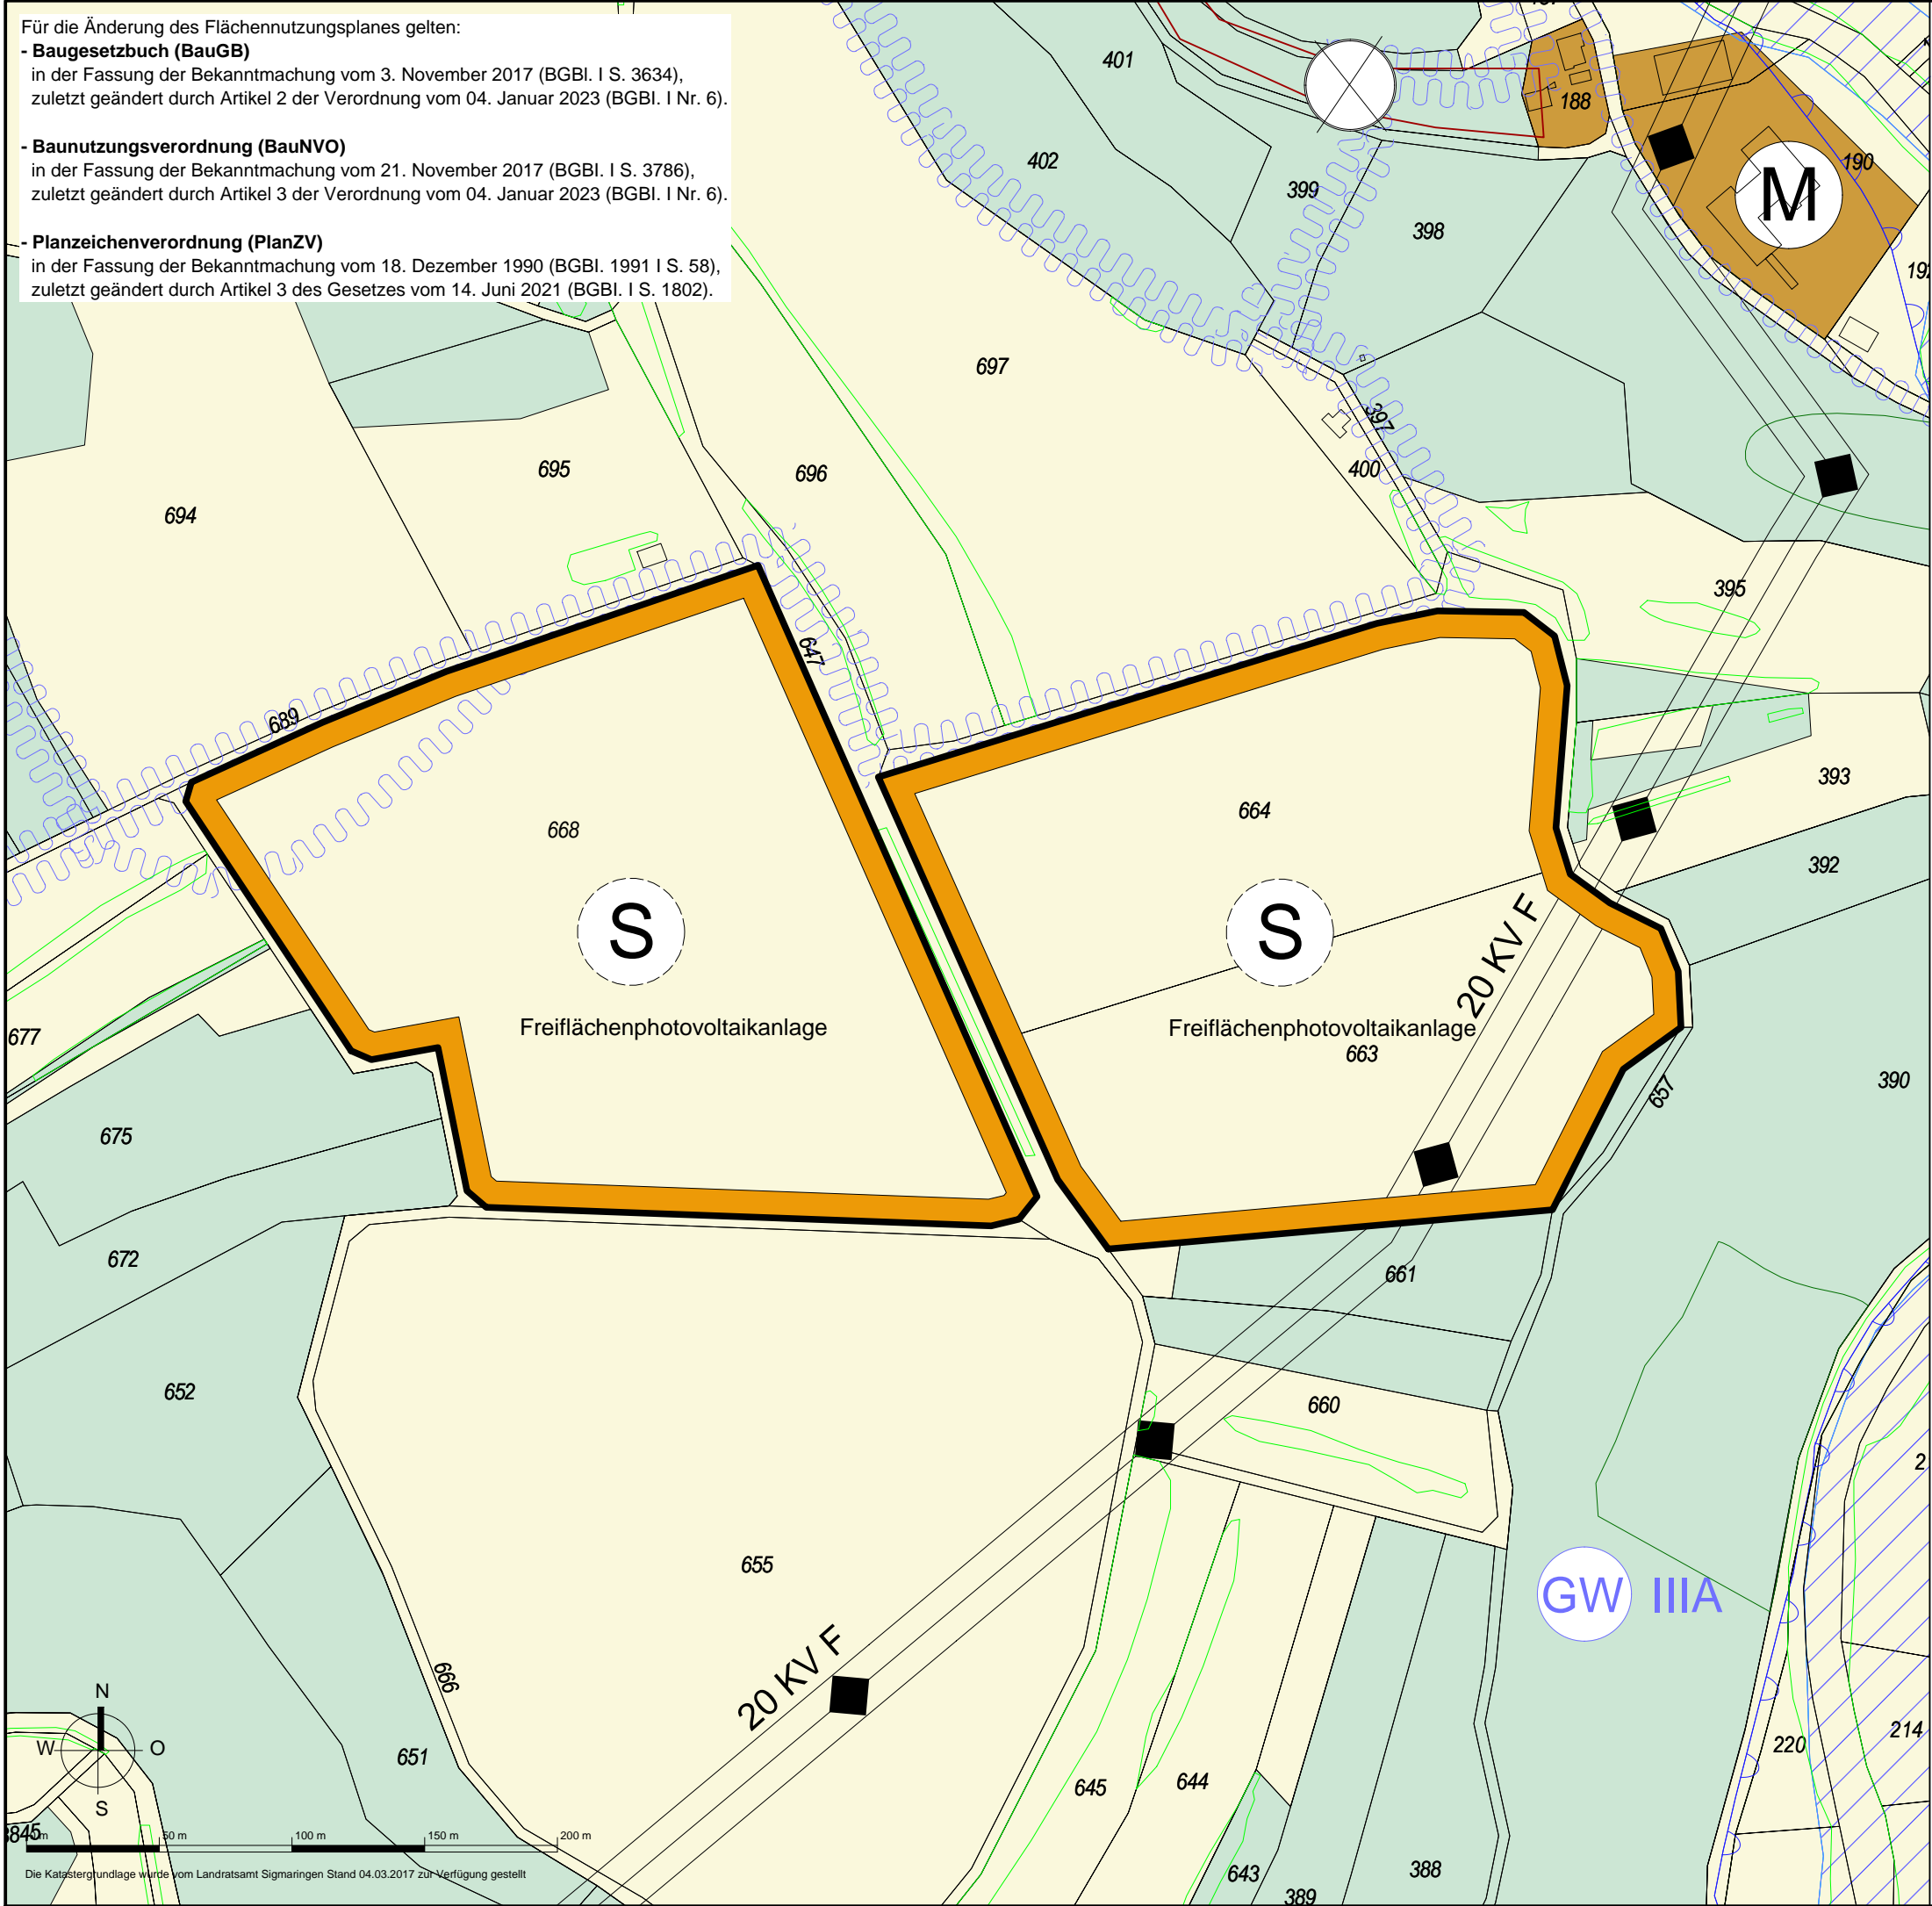 Für die Änderung des Flächennutzungsplanes gelten:
- Baugesetzbuch (BauGB)
in der Fassung der Bekanntmachung vom 3. November 2017 (BGBl. I S. 3634),
zuletzt geändert durch Artikel 2 der Verordnung vom 04. Januar 2023 (BGBl. I Nr. 6).
- Baunutzungsverordnung (BauNVO)
in der Fassung der Bekanntmachung vom 21. November 2017 (BGBl. I S. 3786),
zuletzt geändert durch Artikel 3 der Verordnung vom 04. Januar 2023 (BGBl. I Nr. 6).
- Planzeichenverordnung (PlanZV)
in der Fassung der Bekanntmachung vom 18. Dezember 1990 (BGBl. 1991 I S. 58),
zuletzt geändert durch Artikel 3 des Gesetzes vom 14. Juni 2021 (BGBl. I S. 1802).
401
188
402
399
190
M
398
697
397
400
695
696
694
395
647
689
393
664
668
392
S
S
20 KV F
Freiflächenphotovoltaikanlage
Freiflächenphotovoltaikanlage
677
663
390
657
675
672
661
652
660
655
GW IIIA
20 KV F
666
N
W
O
S
651
220
214
645
644
50 m
100 m
150 m
200 m
Die Katastergrundlage wurde vom Landratsamt Sigmaringen Stand 04.03.2017 zur Verfügung gestellt
643
388
389